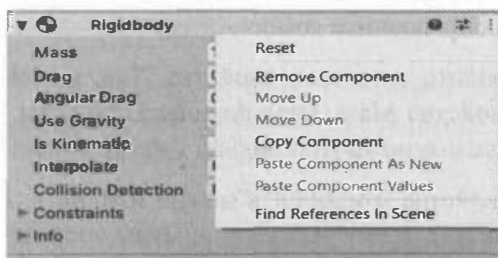 Rigidbody
Mass
Drag
Angular Drag
Use Gravity
Is Kinematic
Interpolate
Collision Detection
Constraints
Info
Reset
Remove Component
Move Up
Move Down
Copy Component
Paste Component As New
Paste Component Values
Find References In Scene